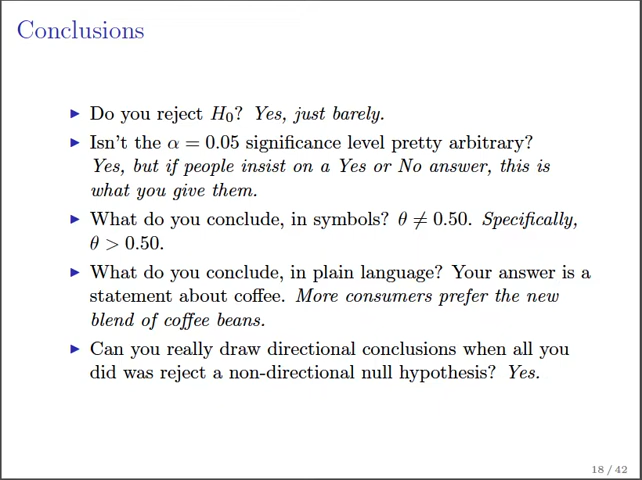 Conclusions
▶ Do you reject H₀? Yes, just barely.
▶ Isn't the α = 0.05 significance level pretty arbitrary?
Yes, but if people insist on a Yes or No answer, this is
what you give them.
▶ What do you conclude, in symbols? θ ≠ 0.50. Specifically,
θ > 0.50.
▶ What do you conclude, in plain language? Your answer is a
statement about coffee. More consumers prefer the new
blend of coffee beans.
▶ Can you really draw directional conclusions when all you
did was reject a non-directional null hypothesis? Yes.
18 / 42